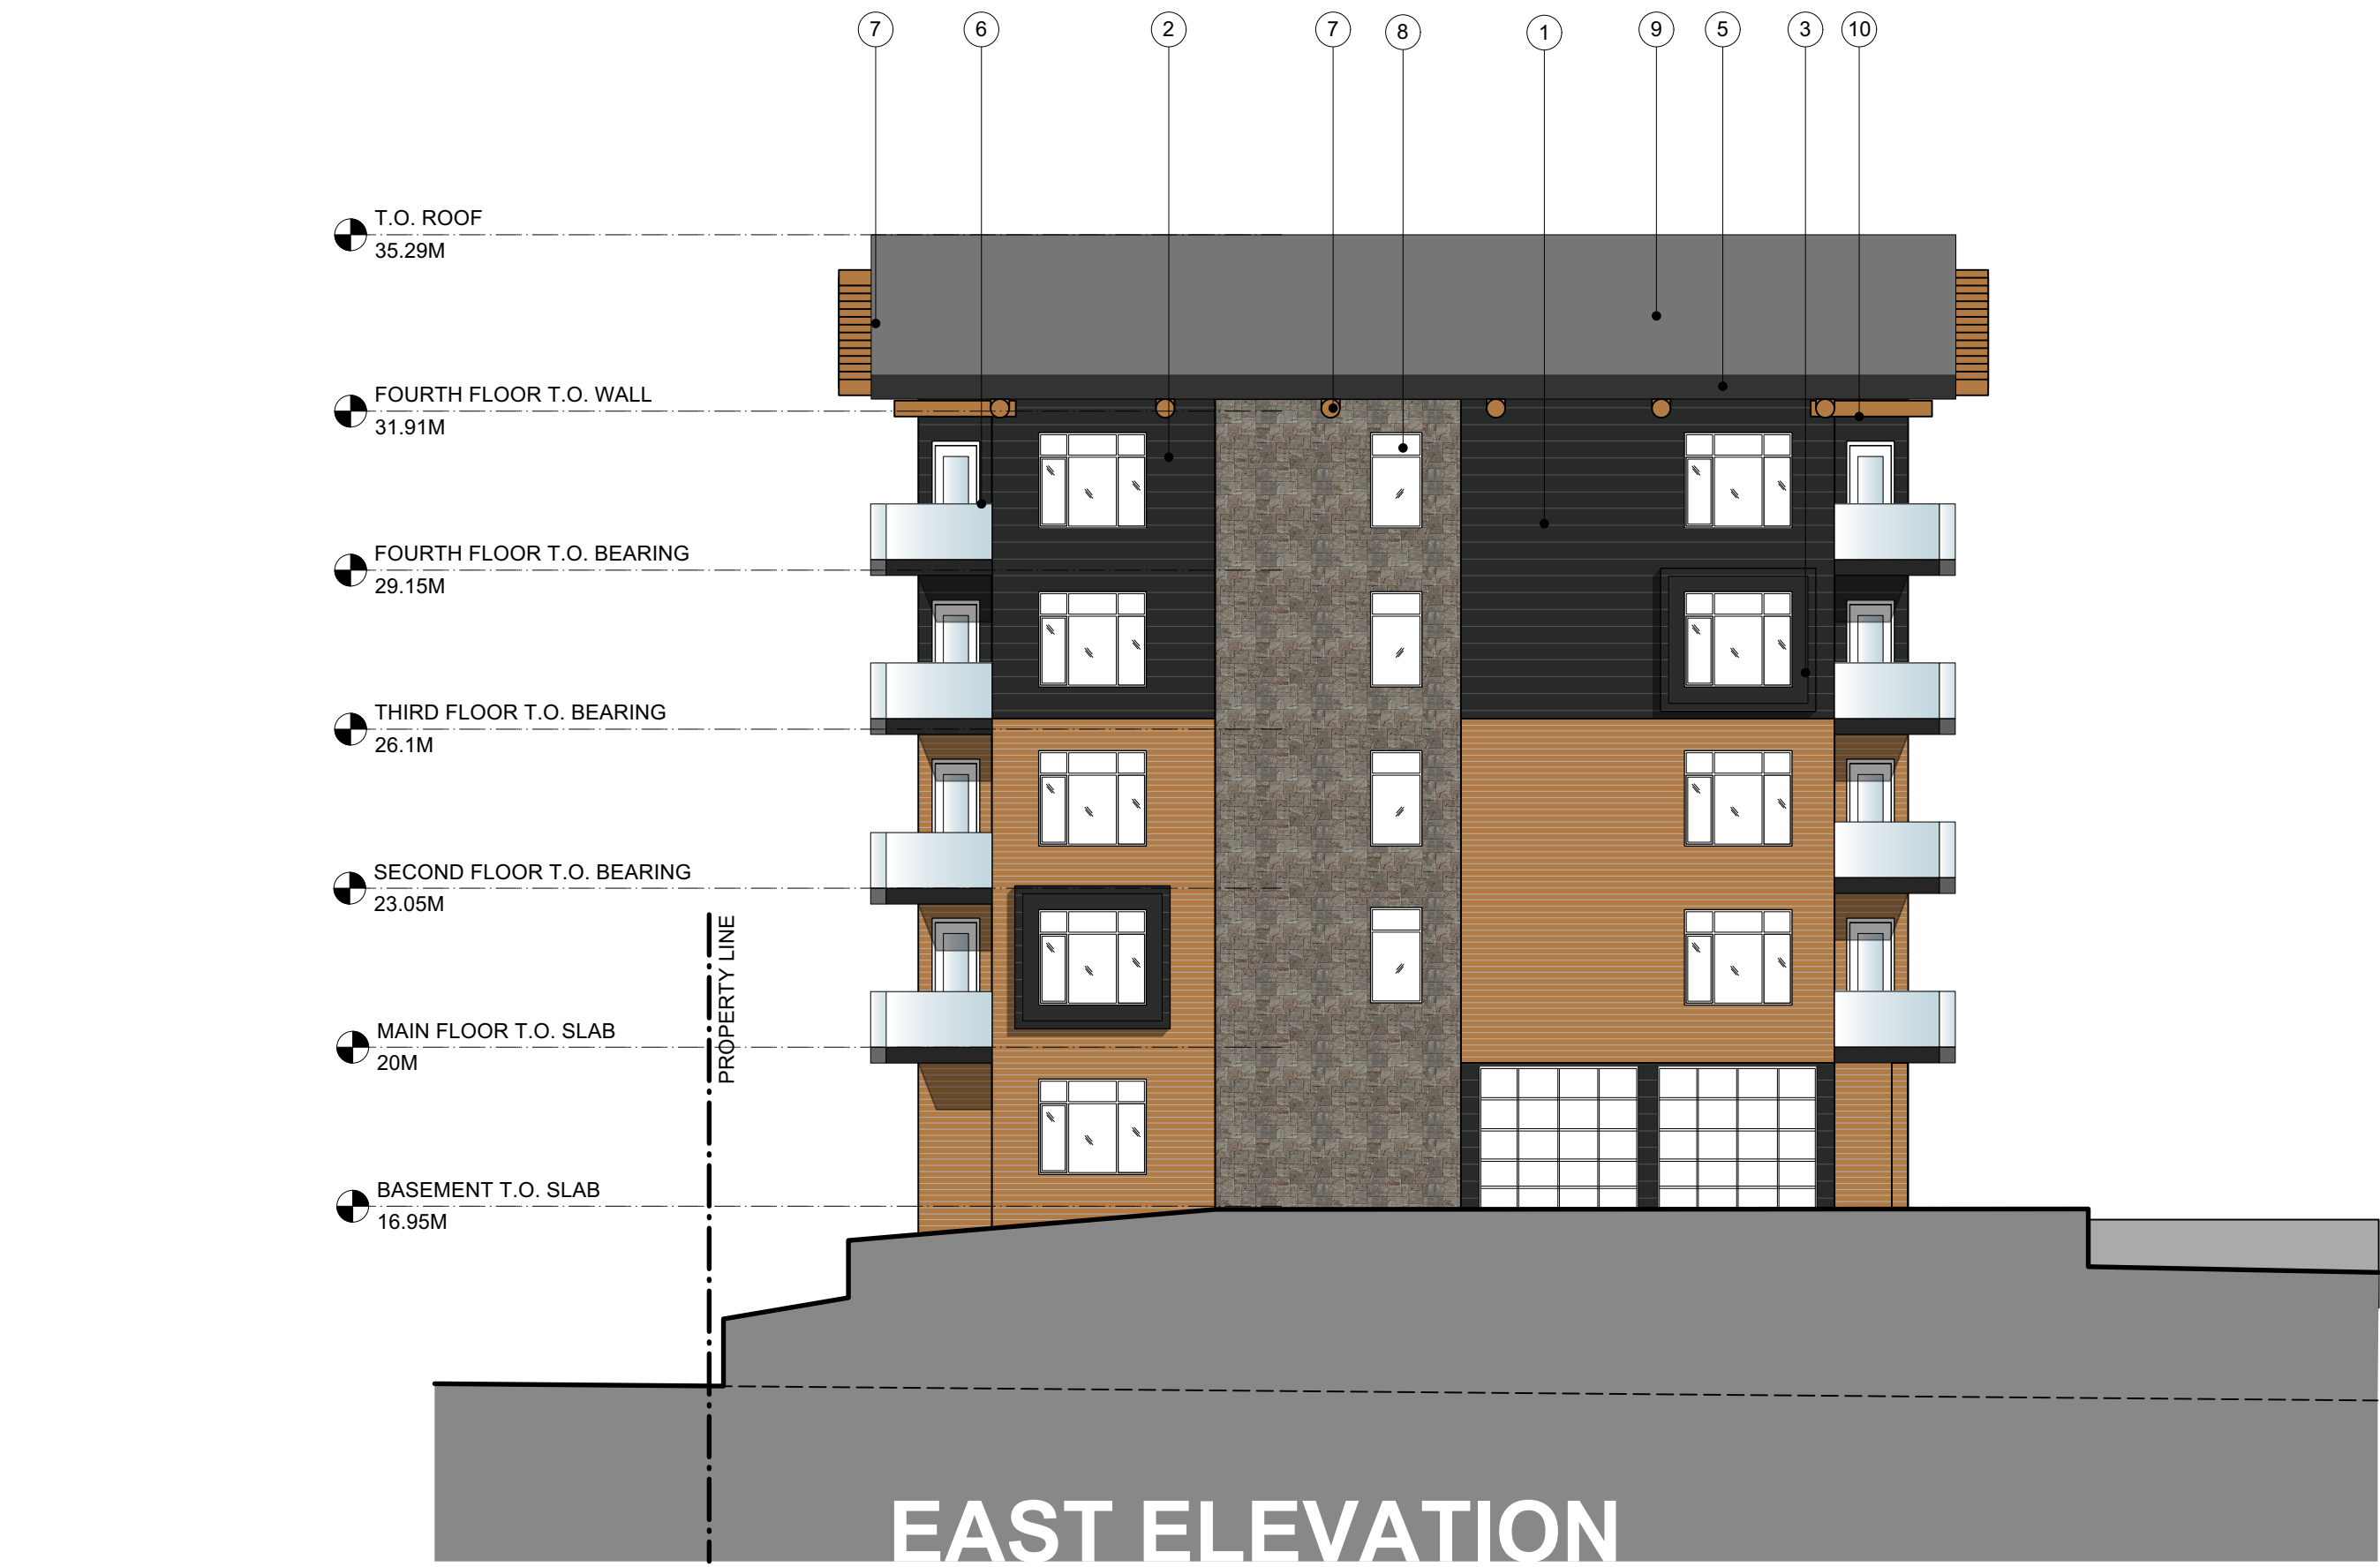 7 6 2 7 8 1 9 5 3 10
T.O. ROOF
35.29M
FOURTH FLOOR T.O. WALL
31.91M
FOURTH FLOOR T.O. BEARING
29.15M
THIRD FLOOR T.O. BEARING
26.1M
SECOND FLOOR T.O. BEARING
23.05M
PROPERTY LINE
MAIN FLOOR T.O. SLAB
20M
BASEMENT T.O. SLAB
16.95M
EAST ELEVATION